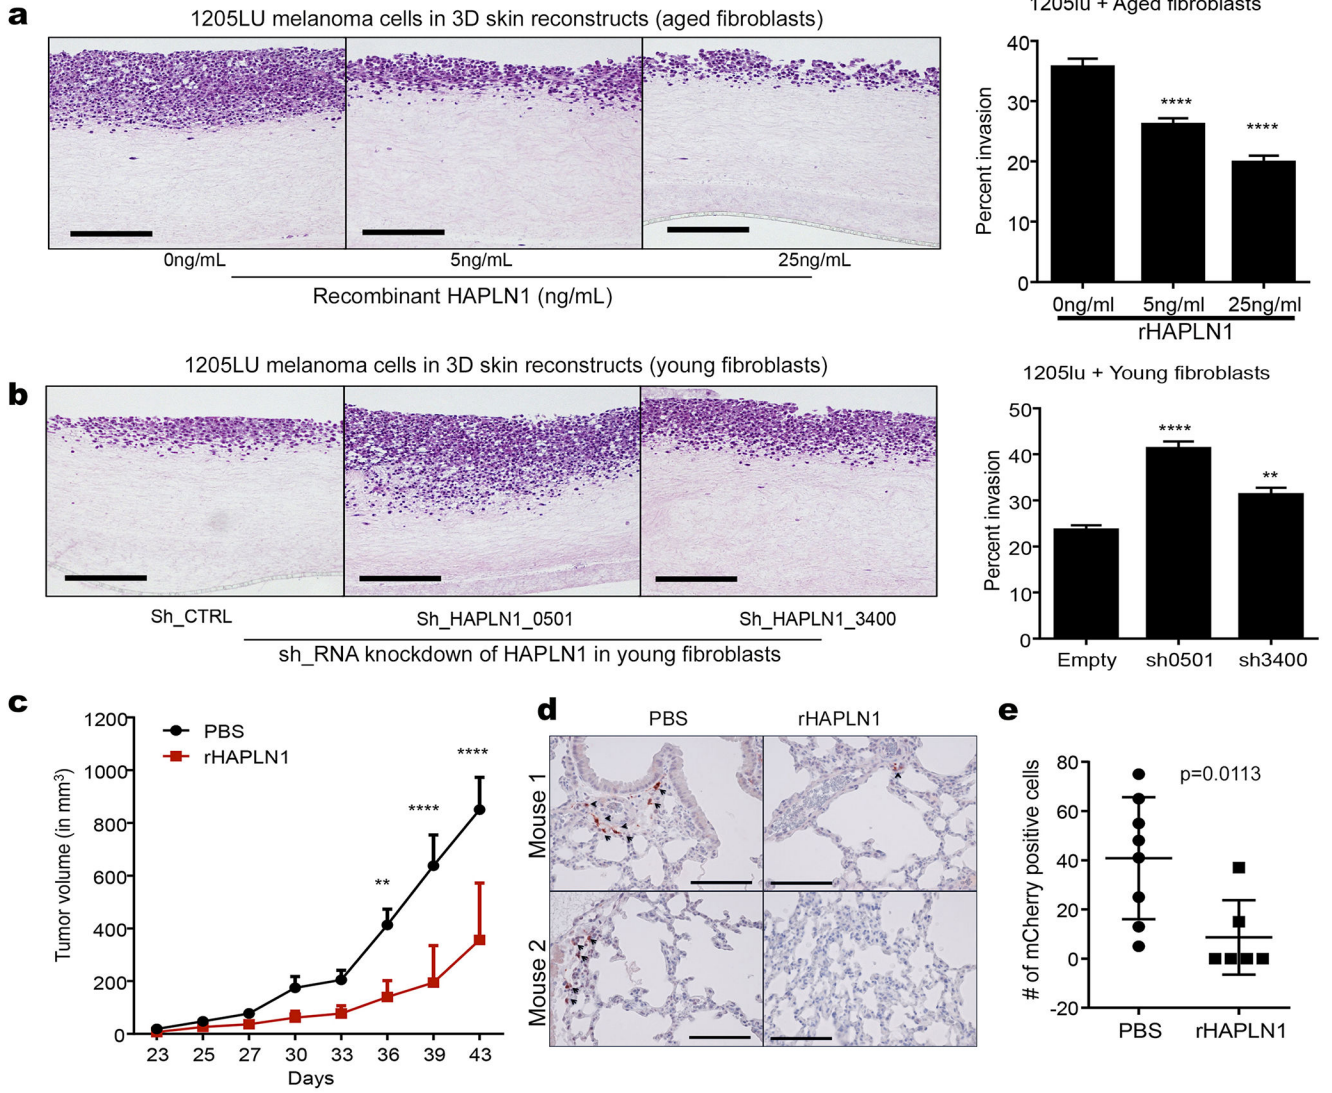 a
1205LU melanoma cells in 3D skin reconstructs (aged fibroblasts)
0ng/mL
5ng/mL
25ng/mL
Recombinant HAPLN1 (ng/mL)
1205lu + Aged fibroblasts
Percent invasion
40
30
20
10
0
****
****
0ng/ml
5ng/ml
25ng/ml
rHAPLN1
b
1205LU melanoma cells in 3D skin reconstructs (young fibroblasts)
Sh_CTRL
Sh_HAPLN1_0501
Sh_HAPLN1_3400
sh_RNA knockdown of HAPLN1 in young fibroblasts
1205lu + Young fibroblasts
Percent invasion
50
40
30
20
10
0
****
**
Empty
sh0501
sh3400
c
Tumor volume (in mm³)
1200
1000
800
600
400
200
0
PBS
rHAPLN1
**
****
****
23
25
27
30
33
36
39
43
Days
d
PBS
rHAPLN1
Mouse 1
Mouse 2
e
# of mCherry positive cells
80
60
40
20
0
-20
p=0.0113
PBS
rHAPLN1